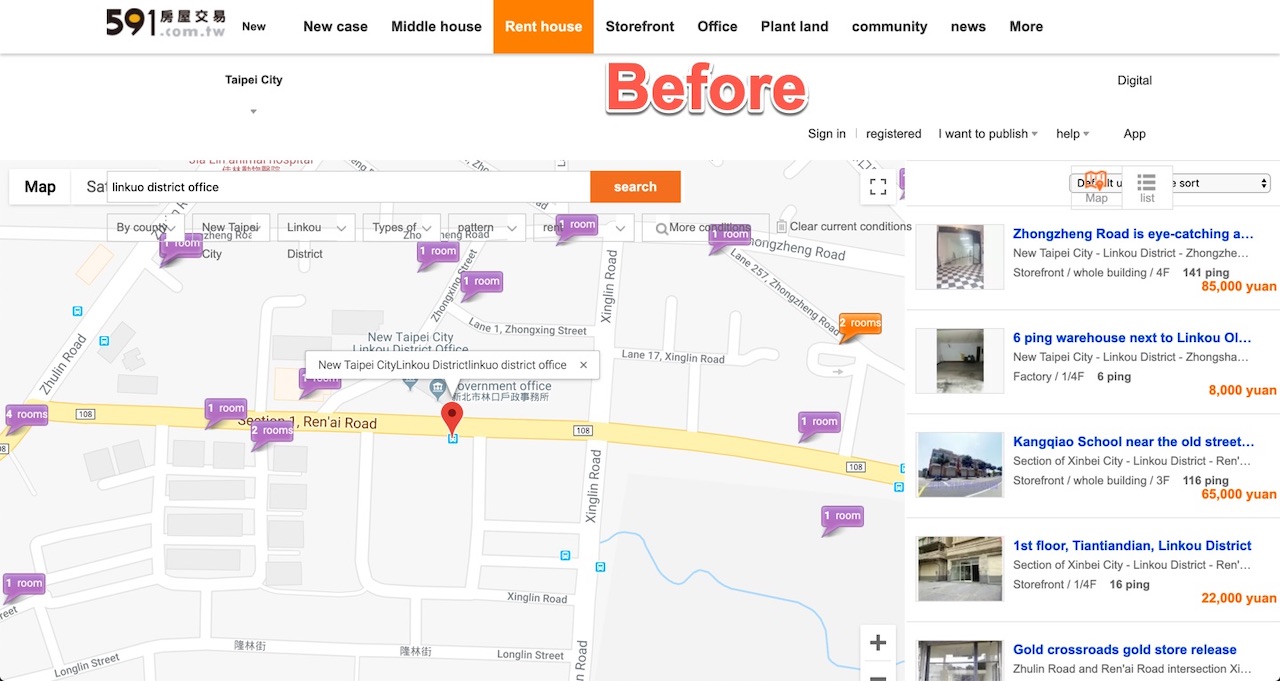 591 房屋交易
.com.tw
New
New case
Middle house
Rent house
Storefront
Office
Plant land
community
news
More
Taipei City
Before
Digital
Sign in
registered
I want to publish
help
App
Jia Lin animal hospital
佳林動物醫院
Map
Sat
linkuo district office
search
Map
list
e sort
By county
New Taipei City
Linkou District
Types of
pattern
rent
More conditions
Clear current conditions
1 room
1 room
1 room
1 room
1 room
2 rooms
1 room
1 room
2 rooms
4 rooms
1 room
1 room
1 room
Zhongxing Street
Zhongzheng Road
Lane 257, Zhongzheng Road
Xinglin Road
Lane 1, Zhongxing Street
Lane 17, Xinglin Road
Zhulin Road
New Taipei City
Linkou District Office
New Taipei CityLinkou Districtlinkuo district office ×
overnment office
新北市林口戶政事務所
108
Section 1, Ren'ai Road
108
108
Xinglin Road
Xinglin Road
隆林街
隆林街
Longlin Street
Longlin Street
Zhongzheng Road is eye-catching a…
New Taipei City - Linkou District - Zhongzhe…
Storefront / whole building / 4F 141 ping
85,000 yuan
6 ping warehouse next to Linkou Ol…
New Taipei City - Linkou District - Zhongsha…
Factory / 1/4F 6 ping
8,000 yuan
Kangqiao School near the old street…
Section of Xinbei City - Linkou District - Ren'…
Storefront / whole building / 3F 116 ping
65,000 yuan
1st floor, Tiantiandian, Linkou District
Section of Xinbei City - Linkou District - Ren'…
Storefront / 1/4F 16 ping
22,000 yuan
Gold crossroads gold store release
Zhulin Road and Ren'ai Road intersection Xi…